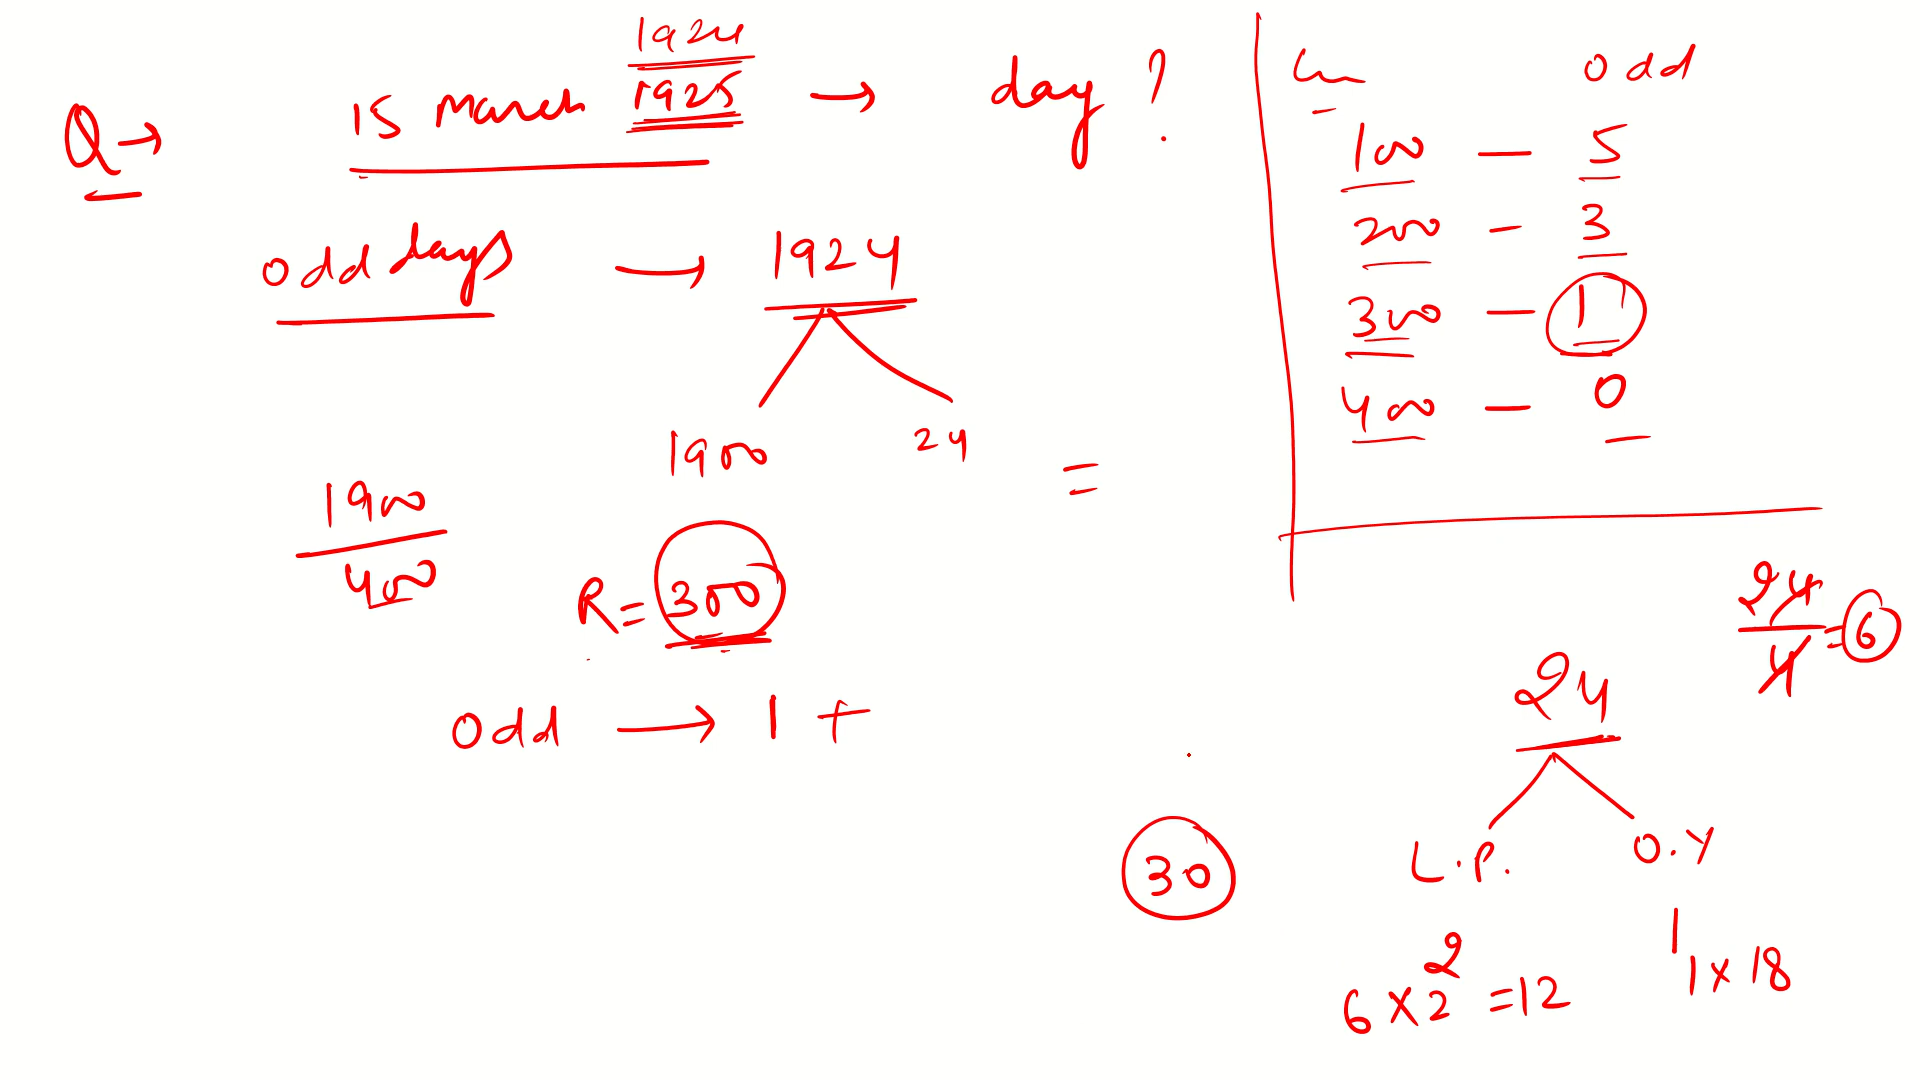 1924
Q→ 15 March 1925 → day ?
odd days → 1924
1900 24 =
1900
400
R = 300
odd → 1 +
odd
100 - 5
200 - 3
300 - 1
400 - 0
24
4
= 6
24
L.P. O.Y
30
2
6 x 2 = 12
1 x 18